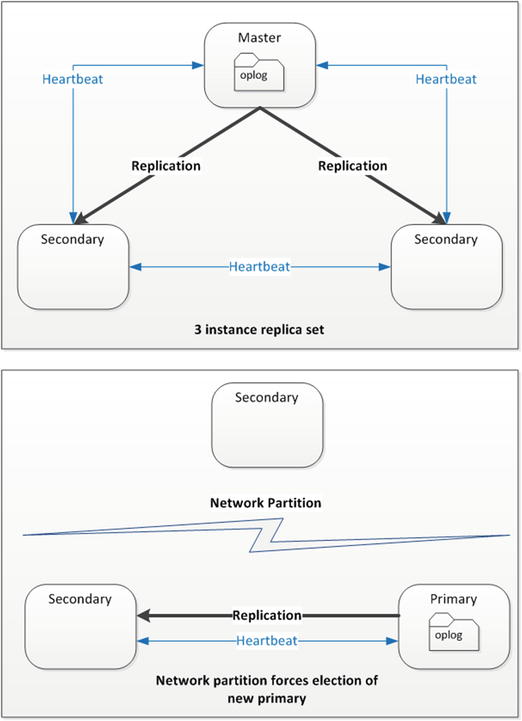 Master
oplog
Heartbeat
Heartbeat
Replication
Replication
Secondary
Secondary
Heartbeat
3 instance replica set
Secondary
Network Partition
Secondary
Replication
Primary
oplog
Heartbeat
Network partition forces election of
new primary